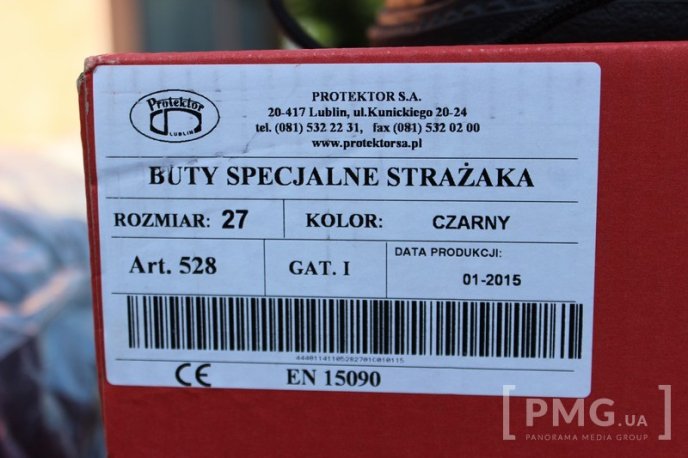 Protektor
LUBLIN
PROTEKTOR S.A.
20-417 Lublin, ul.Kunickiego 20-24
tel. (081) 532 22 31, fax (081) 532 02 00
www.protektorsa.pl
BUTY SPECJALNE STRAŻAKA
ROZMIAR: 27 KOLOR: CZARNY
Art. 528 GAT. I DATA PRODUKCJI:
01-2015
44401141105282701C010115
CE EN 15090
[PMG.UA]
PANORAMA MEDIA GROUP